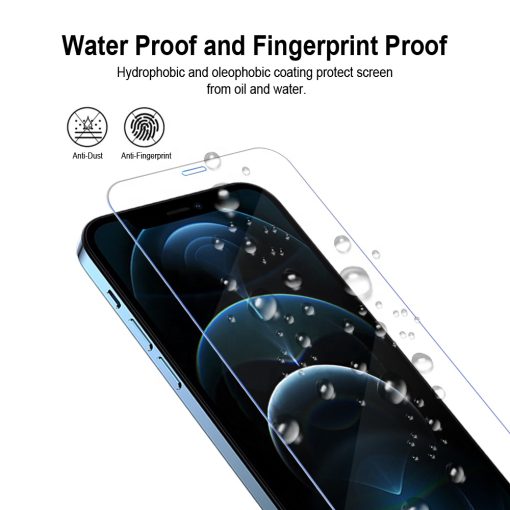 Water Proof and Fingerprint Proof
Hydrophobic and oleophobic coating protect screen
from oil and water.
Anti-Dust
Anti-Fingerprint